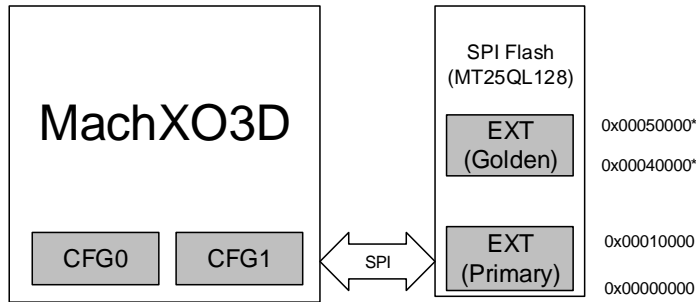 MachXO3D
CFG0
CFG1
SPI
SPI Flash
(MT25QL128)
EXT
(Golden)
EXT
(Primary)
0x00050000*
0x00040000*
0x00010000
0x00000000